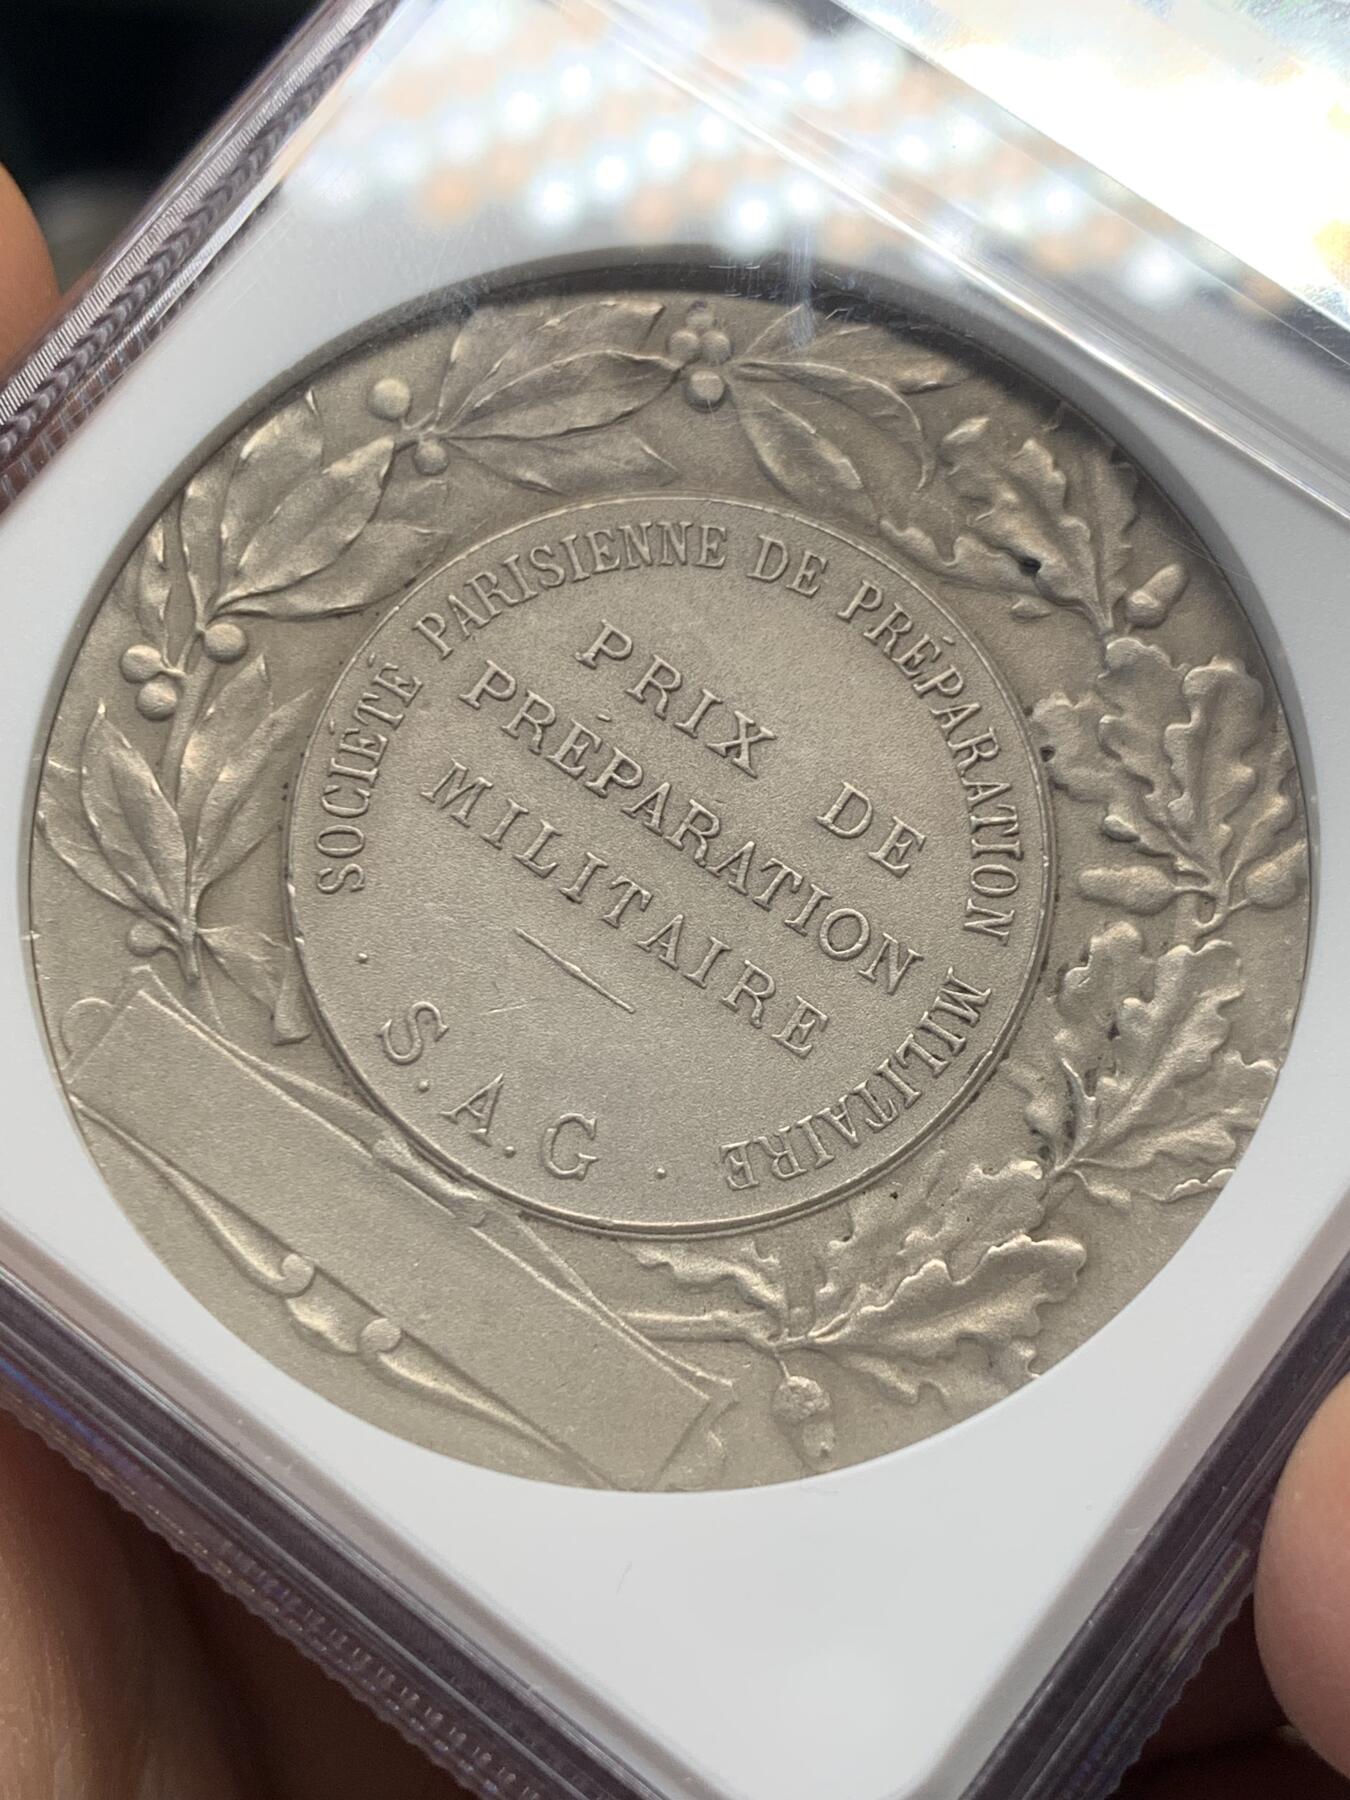 SOCIÉTÉ PARISIENNE DE PRÉPARATION MILITAIRE
PRIX DE
PRÉPARATION
MILITAIRE
· S.A.G ·